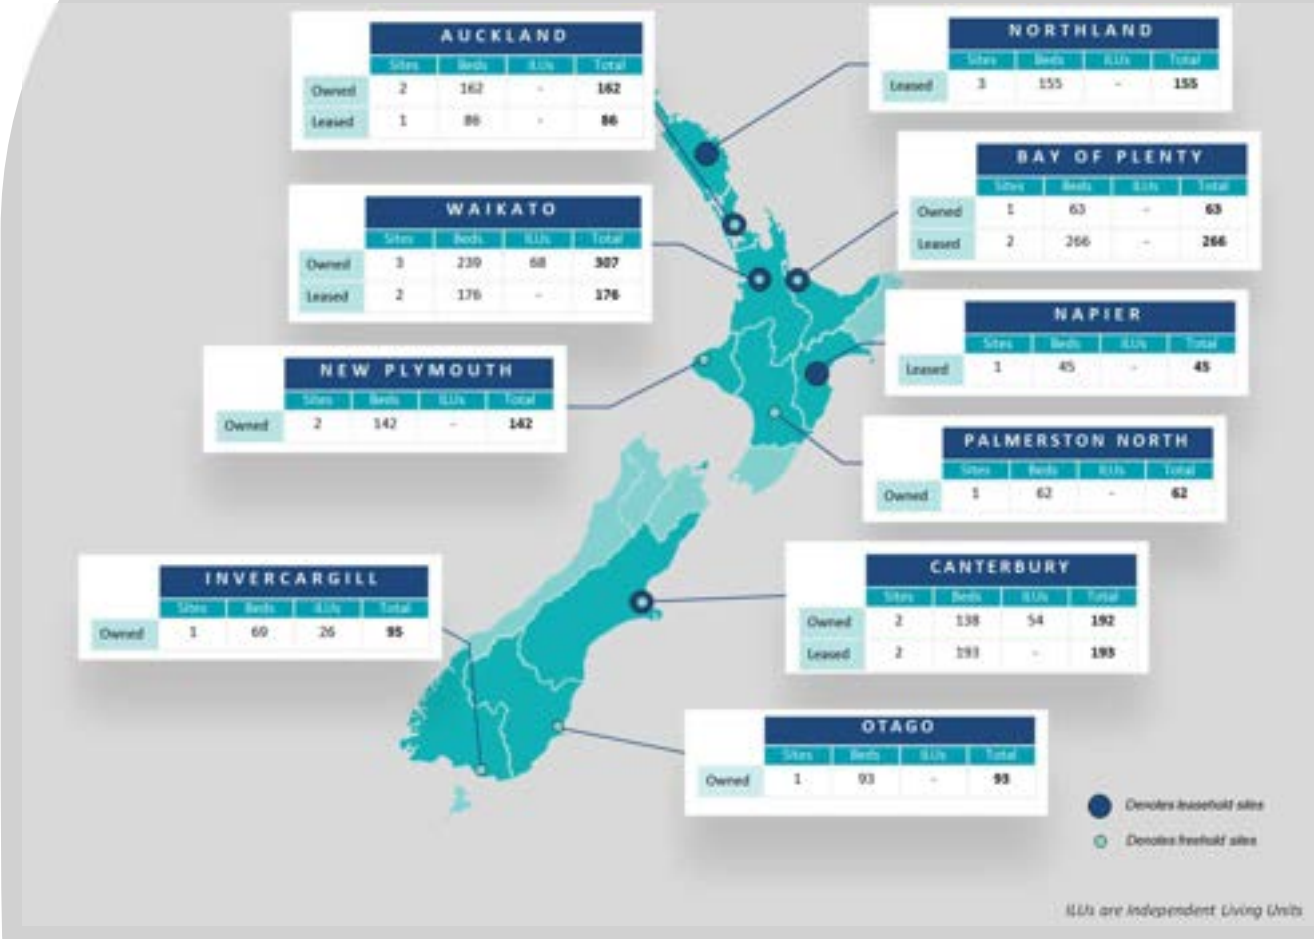 AUCKLAND
Sites Beds ILUs Total
Owned 2 162 - 162
Leased 1 86 - 86
NORTHLAND
Sites Beds ILUs Total
Leased 3 155 - 155
BAY OF PLENTY
Sites Beds ILUs Total
Owned 1 63 - 63
Leased 2 266 - 266
WAIKATO
Sites Beds ILUs Total
Owned 3 239 68 307
Leased 2 176 - 176
NAPIER
Sites Beds ILUs Total
Leased 1 45 - 45
NEW PLYMOUTH
Sites Beds ILUs Total
Owned 2 142 - 142
PALMERSTON NORTH
Sites Beds ILUs Total
Owned 1 62 - 62
INVERCARGILL
Sites Beds ILUs Total
Owned 1 69 26 95
CANTERBURY
Sites Beds ILUs Total
Owned 2 138 54 192
Leased 2 193 - 193
OTAGO
Sites Beds ILUs Total
Owned 1 93 - 93
Denotes leasehold sites
Denotes freehold sites
ILUs are Independent Living Units